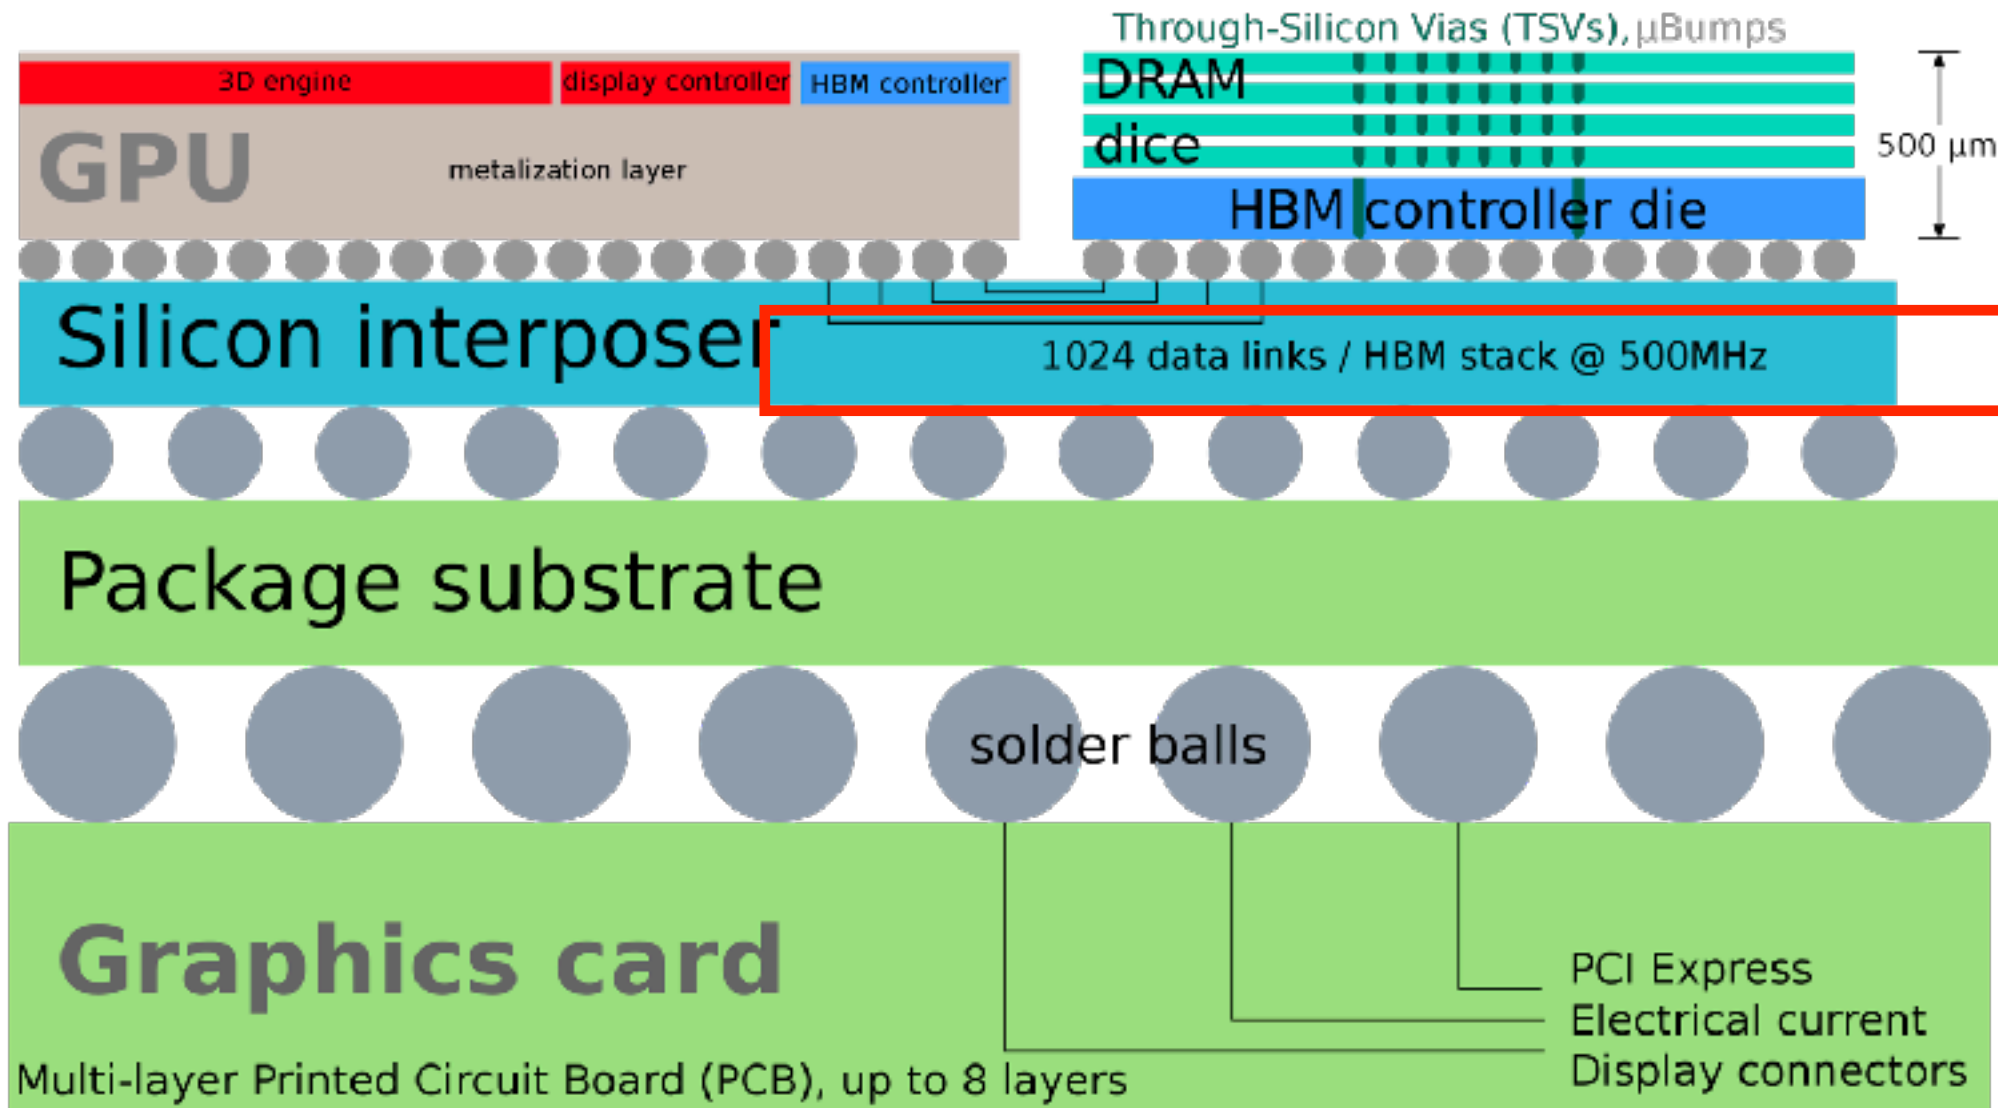 Through-Silicon Vias (TSVs), µBumps
3D engine
display controller
HBM controller
GPU
metalization layer
DRAM
dice
HBM controller die
500 µm
Silicon interposer
1024 data links / HBM stack @ 500MHz
Package substrate
solder balls
Graphics card
PCI Express
Electrical current
Display connectors
Multi-layer Printed Circuit Board (PCB), up to 8 layers